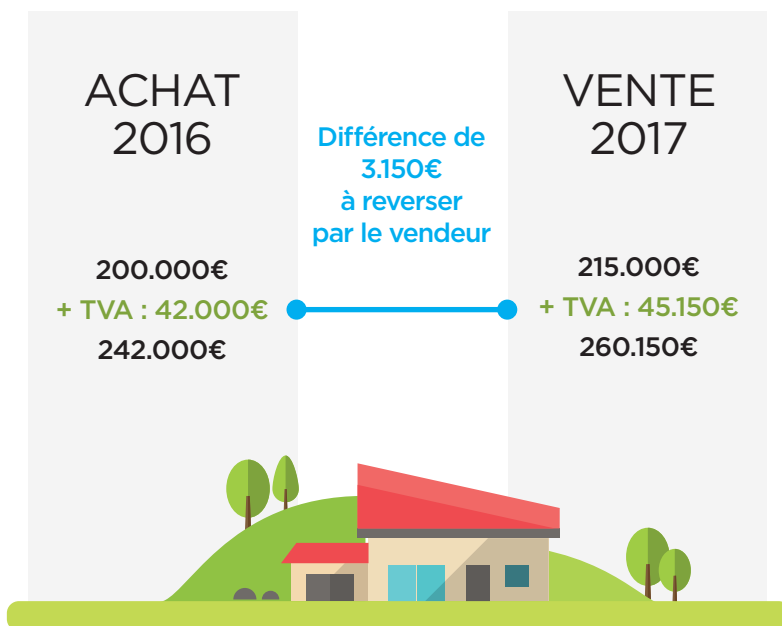 ACHAT
2016
200.000€
+ TVA : 42.000€
242.000€
Différence de
3.150€
à reverser
par le vendeur
VENTE
2017
215.000€
+ TVA : 45.150€
260.150€